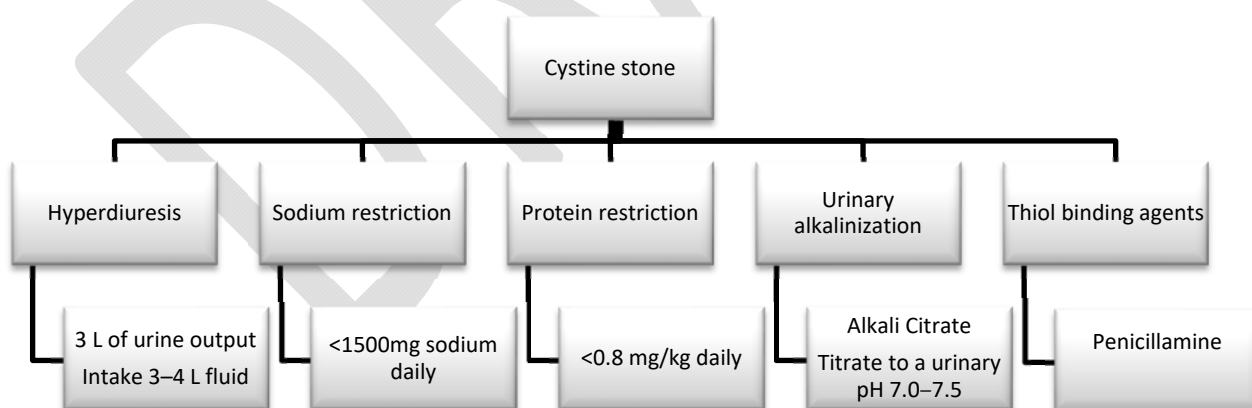 Cystine stone
Hyperdiuresis
Sodium restriction
Protein restriction
Urinary
alkalinization
Thiol binding agents
3 L of urine output
Intake 3–4 L fluid
<1500mg sodium
daily
<0.8 mg/kg daily
Alkali Citrate
Titrate to a urinary
pH 7.0–7.5
Penicillamine